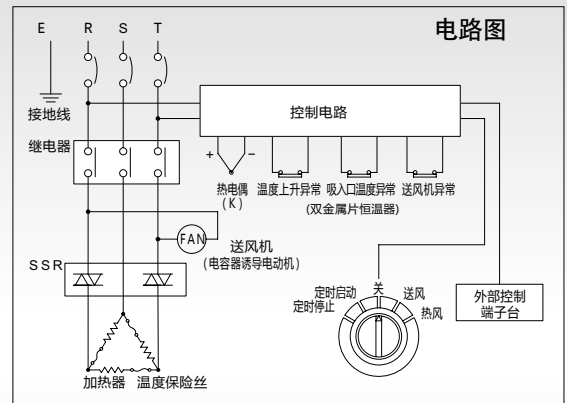 电路图
E R S T
接地线
控制电路
继电器
+ −
热电偶
(K)
温度上升异常
吸入口温度异常
送风机异常
(双金属片恒温器)
FAN
送风机
(电容器诱导电动机)
SSR
定时停止
定时启动
关
送风
热风
外部控制
端子台
加热器
温度保险丝